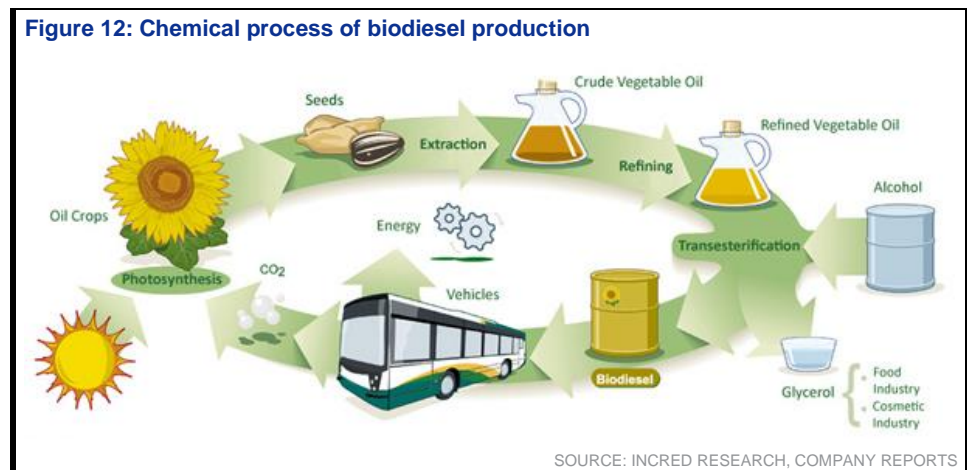 Figure 12: Chemical process of biodiesel production
Crude Vegetable Oil
Seeds
Refined Vegetable Oil
Extraction
Refining
Alcohol
Oil Crops
Energy
Transesterification
Photosynthesis
CO2
Vehicles
Biodiesel
Glycerol
Food
Industry
Cosmetic
Industry
SOURCE: INCRED RESEARCH, COMPANY REPORTS